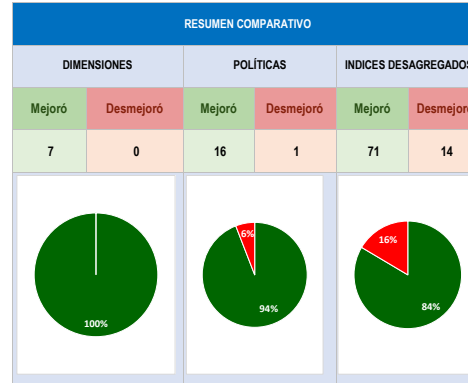 RESUMEN COMPARATIVO
DIMENSIONES POLÍTICAS INDICES DESAGREGADOS
Mejoró Desmejoró Mejoró Desmejoró Mejoró Desmejoró
7 0 16 1 71 14
6%
16%
94%
84%
100%